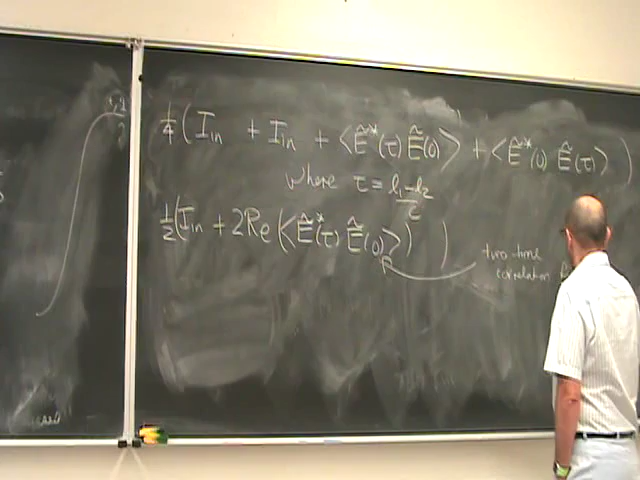 1/4 ( I_in + I_in + < Ẽ*(τ) Ẽ(0) > + < Ẽ*(0) Ẽ(τ) > )
where τ = (l₁ - l₂)/c
1/2 ( I_in + 2Re ( < Ẽ*(τ) Ẽ(0) > ) )
two-time
correlation